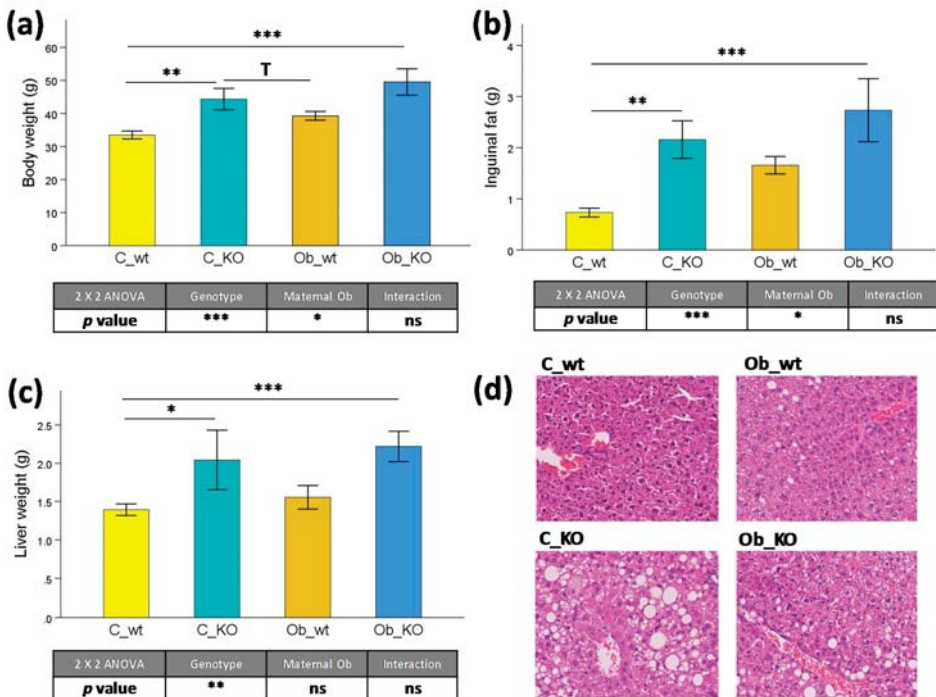 (a)
***
**
T
Body weight (g)
60
50
40
30
20
10
0
C_wt C_KO Ob_wt Ob_KO
2 X 2 ANOVA Genotype Maternal Ob Interaction
p value *** * ns
(b)
***
**
Inguinal fat (g)
4
3
2
1
0
C_wt C_KO Ob_wt Ob_KO
2 X 2 ANOVA Genotype Maternal Ob Interaction
p value *** * ns
(c)
***
*
Liver weight (g)
2.5
2.0
1.5
1.0
.5
.0
C_wt C_KO Ob_wt Ob_KO
2 X 2 ANOVA Genotype Maternal Ob Interaction
p value ** ns ns
(d)
C_wt Ob_wt
C_KO Ob_KO